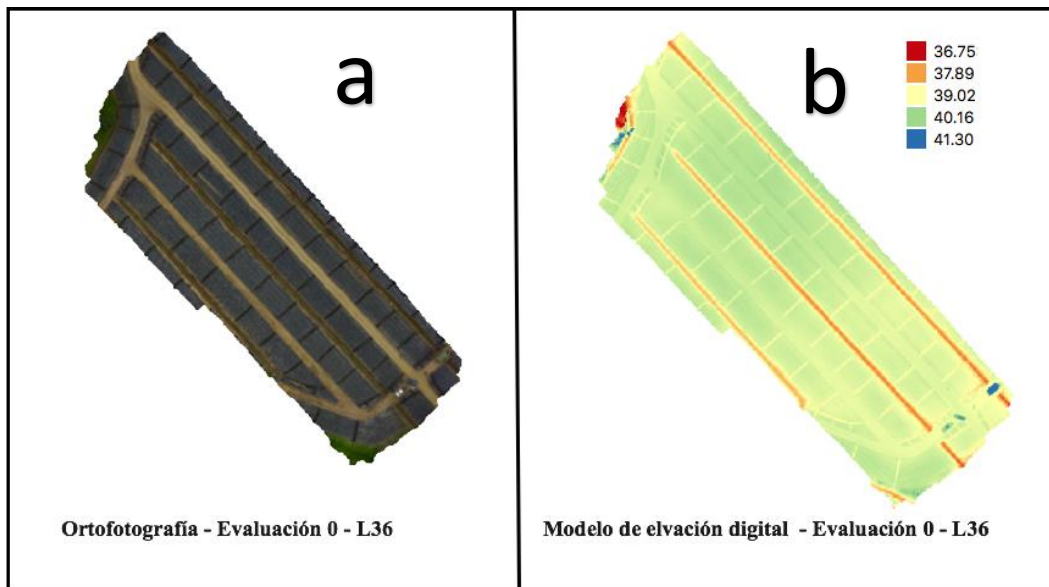 a
Ortofotografía - Evaluación 0 - L36
b
36.75
37.89
39.02
40.16
41.30
Modelo de elvación digital - Evaluación 0 - L36